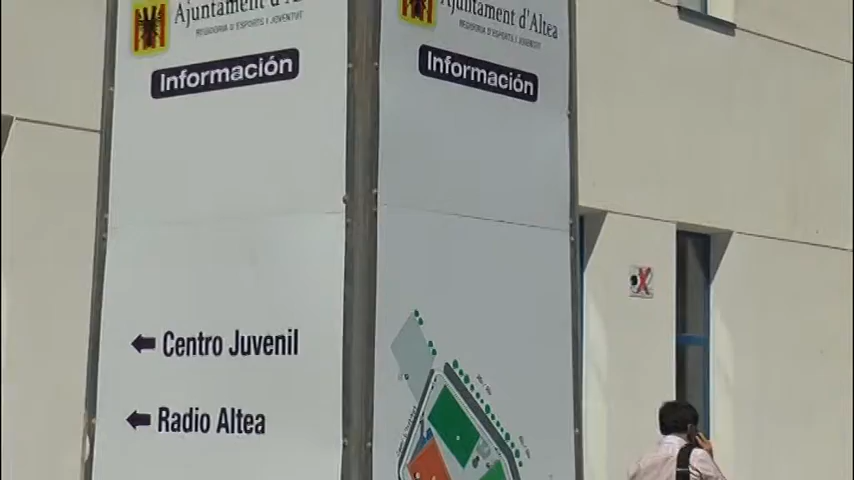 Ajuntament d'A
REGIDORIA D'ESPORTS I JOVENTUT
Información
Centro Juvenil
Radio Altea
Ajuntament d'Altea
REGIDORIA D'ESPORTS I JOVENTUT
Información